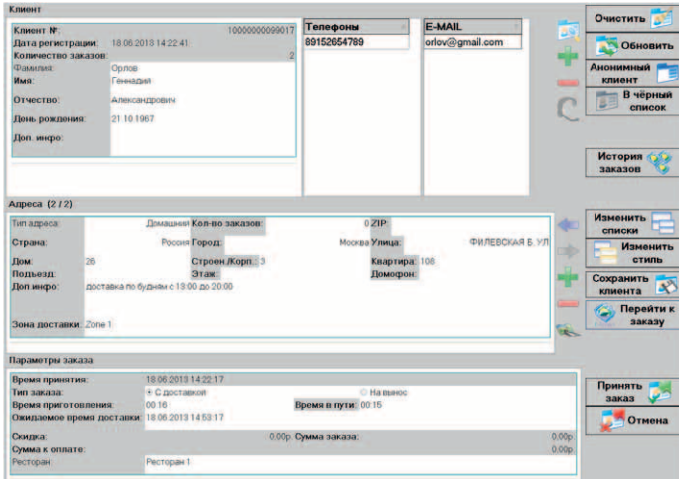 Клиент
Клиент №: 10000000099017
Дата регистрации: 18.06.2013 14:22:41
Количество заказов: 2
Фамилия: Орлов
Имя: Геннадий
Отчество: Александрович
День рождения: 21.10.1967
Доп. инфо:
Телефоны
89152654789
E-MAIL
orlov@gmail.com
Очистить
Обновить
Анонимный клиент
В чёрный список
История заказов
Адреса (2 / 2)
Тип адреса: Домашний Кол-во заказов: 0 ZIP:
Страна: Россия Город: Москва Улица: ФИЛЕВСКАЯ Б. УЛ
Дом: 26 Строен./Корп.: 3 Квартира: 106
Подъезд: Этаж: Домофон:
Доп инфо: доставка по будням с 19:00 до 20:00
Зона доставки: Zone 1
Изменить списки
Изменить стиль
Сохранить клиента
Перейти к заказу
Параметры заказа
Время принятия: 18.06.2013 14:22:17
Тип заказа: С доставкой На вынос
Время приготовления: 00:16 Время в пути: 00:15
Ожидаемое время доставки: 18.06.2013 14:53:17
Скидка: 0.00р. Сумма заказа: 0.00р.
Сумма к оплате: 0.00р.
Ресторан: Ресторан 1
Принять заказ
Отмена